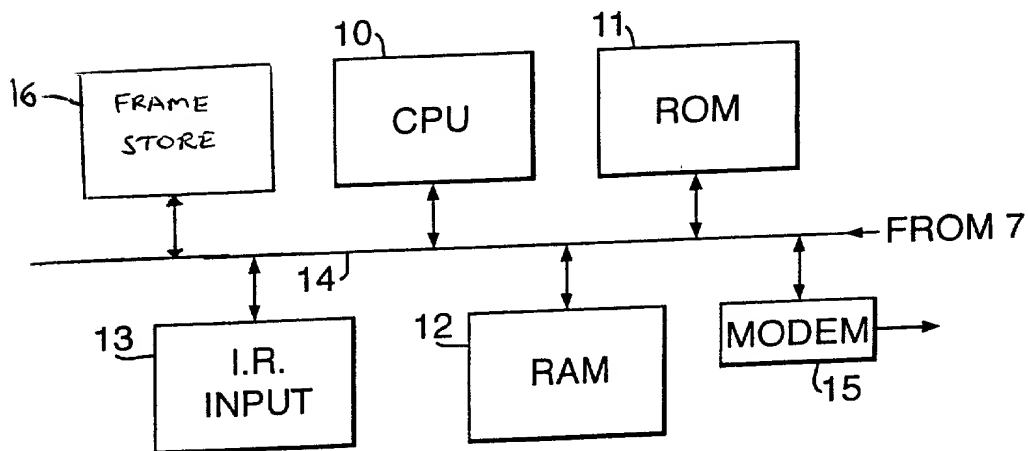 10
11
16
FRAME
STORE
CPU
ROM
FROM 7
14
13
I.R.
INPUT
12
RAM
MODEM
15